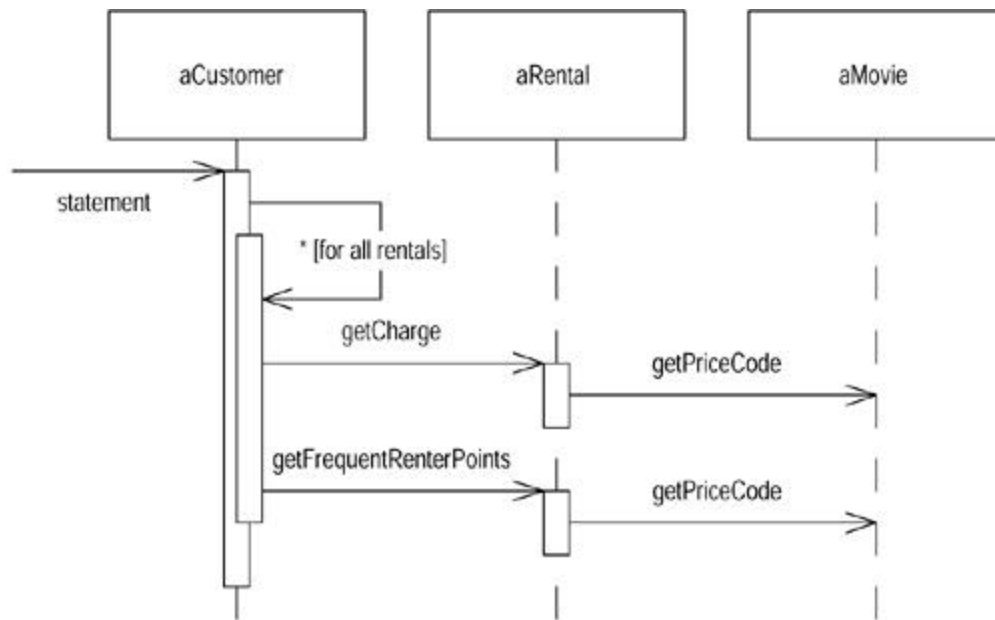 aCustomer
aRental
aMovie
statement
* [for all rentals]
getCharge
getPriceCode
getFrequentRenterPoints
getPriceCode